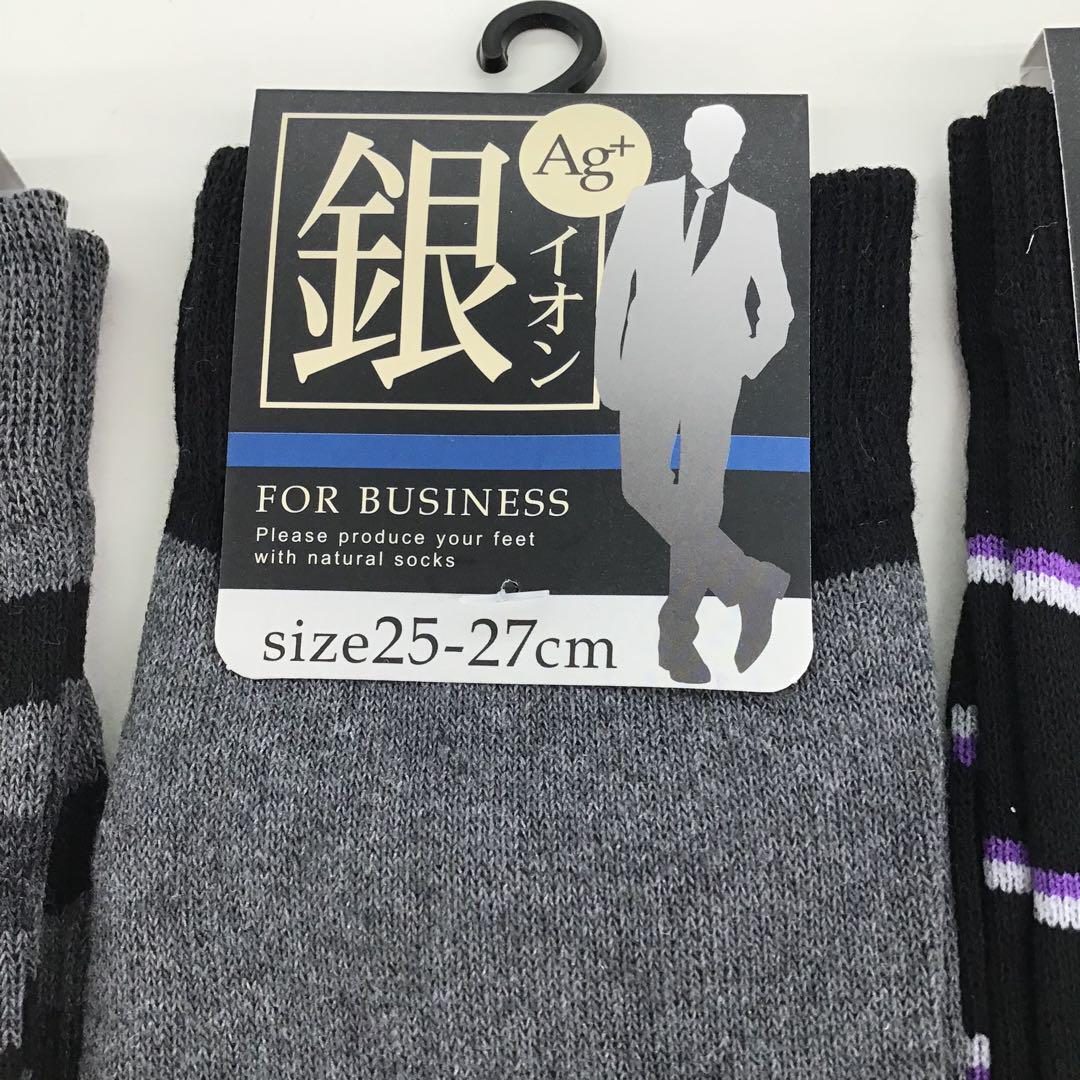 銀
イオン
Ag+
FOR BUSINESS
Please produce your feet
with natural socks
size25-27cm